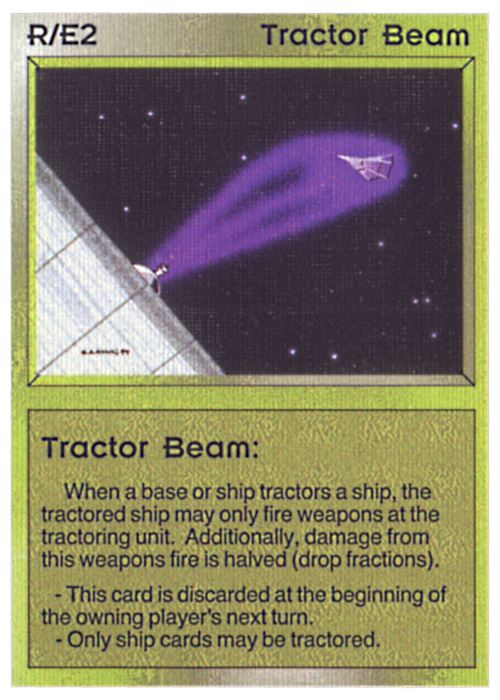 R/E2 Tractor Beam
Tractor Beam:
When a base or ship tractors a ship, the
tractored ship may only fire weapons at the
tractoring unit. Additionally, damage from
this weapons fire is halved (drop fractions).
- This card is discarded at the beginning of
the owning player's next turn.
- Only ship cards may be tractored.